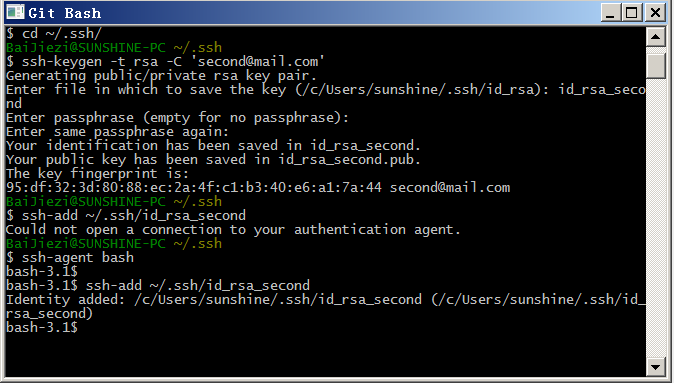 Git Bash
$ cd ~/.ssh/
BaiJiezi@SUNSHINE-PC ~/.ssh
$ ssh-keygen -t rsa -C 'second@mail.com'
Generating public/private rsa key pair.
Enter file in which to save the key (/c/Users/sunshine/.ssh/id_rsa): id_rsa_seco
nd
Enter passphrase (empty for no passphrase):
Enter same passphrase again:
Your identification has been saved in id_rsa_second.
Your public key has been saved in id_rsa_second.pub.
The key fingerprint is:
95:df:32:3d:80:88:ec:2a:4f:c1:b3:40:e6:a1:7a:44 second@mail.com
BaiJiezi@SUNSHINE-PC ~/.ssh
$ ssh-add ~/.ssh/id_rsa_second
Could not open a connection to your authentication agent.
BaiJiezi@SUNSHINE-PC ~/.ssh
$ ssh-agent bash
bash-3.1$
bash-3.1$ ssh-add ~/.ssh/id_rsa_second
Identity added: /c/Users/sunshine/.ssh/id_rsa_second (/c/Users/sunshine/.ssh/id_
rsa_second)
bash-3.1$